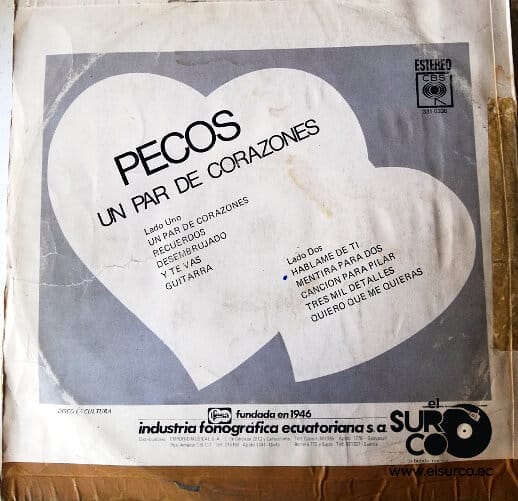 ESTEREO
CBS
PECOS
UN PAR DE CORAZONES
Lado Uno
UN PAR DE CORAZONES
RECUERDOS
DESEMBRUJADO
Y TE VAS
GUITARRA
Lado Dos
HABLAME DE TI
MENTIRA PARA DOS
CANCION PARA PILAR
TRES MIL DETALLES
QUIERO QUE ME QUIERAS
DISCO ES CULTURA
ifesa fundada en 1946
industria fonográfica ecuatoriana s.a.
el
SURCO
www.elsurco.ec